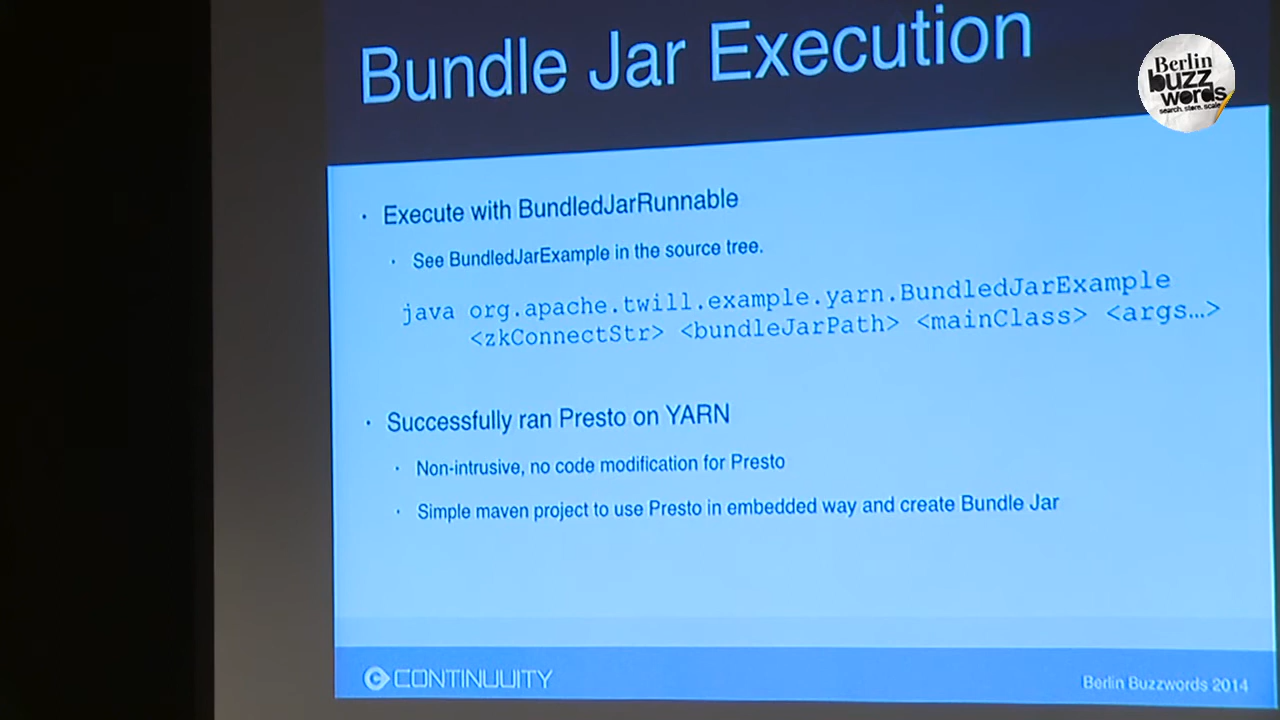 Bundle Jar Execution
Berlin
buzz
words
search. store. scale
· Execute with BundledJarRunnable
· See BundledJarExample in the source tree.
java org.apache.twill.example.yarn.BundledJarExample
<zkConnectStr> <bundleJarPath> <mainClass> <args…>
· Successfully ran Presto on YARN
· Non-intrusive, no code modification for Presto
· Simple maven project to use Presto in embedded way and create Bundle Jar
CONTINUUITY
Berlin Buzzwords 2014